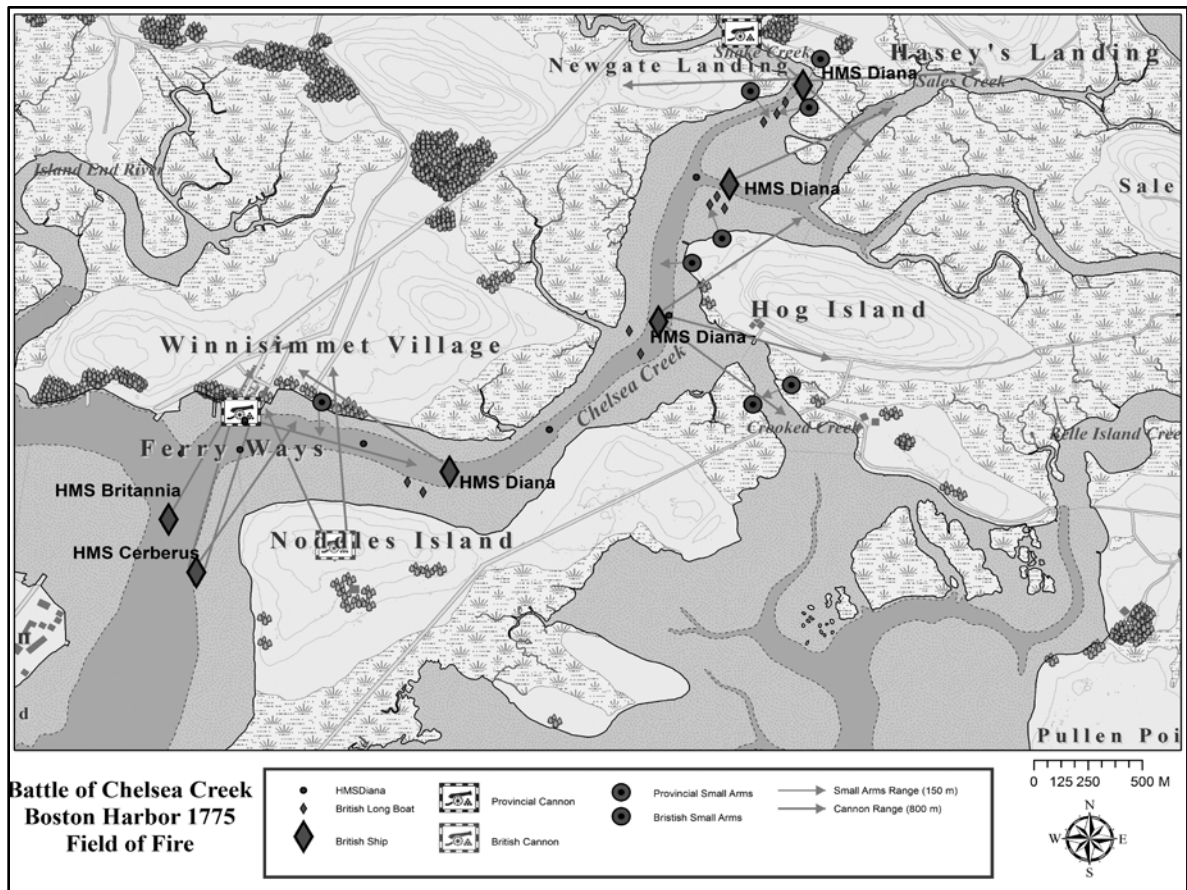 Snake Creek
Hasey's Landing
Newgate Landing
HMS Diana
Sales Creek
Island End River
HMS Diana
Sale
Hog Island
HMS Diana
Winnisimmet Village
Chelsea Creek
Crooked Creek
Belle Island Cree
Ferry Ways
HMS Diana
HMS Britannia
Noddles Island
HMS Cerberus
n
d
Pullen Poi
Battle of Chelsea Creek
Boston Harbor 1775
Field of Fire
HMSDiana
British Long Boat
British Ship
Provincial Cannon
British Cannon
Provincial Small Arms
Bristish Small Arms
Small Arms Range (150 m)
Cannon Range (800 m)
0 125 250 500 M
N
W E
S